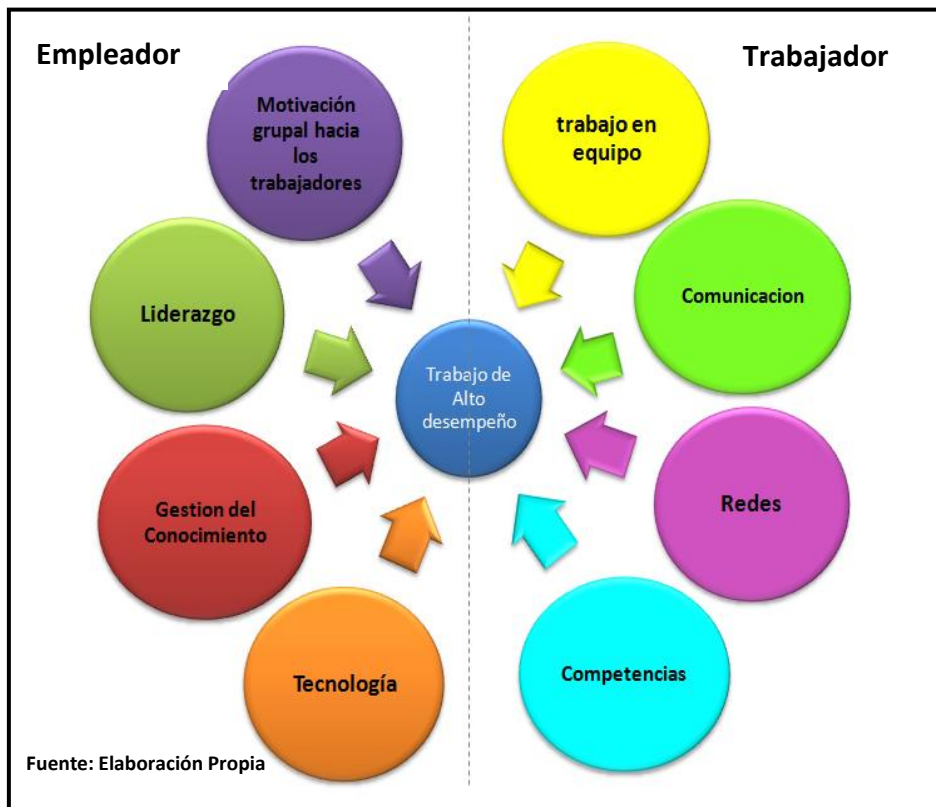 Empleador
Trabajador
Motivación
grupal hacia
los
trabajadores
trabajo en
equipo
Liderazgo
Comunicacion
Trabajo de
Alto
desempeño
Gestion del
Conocimiento
Redes
Tecnología
Competencias
Fuente: Elaboración Propia